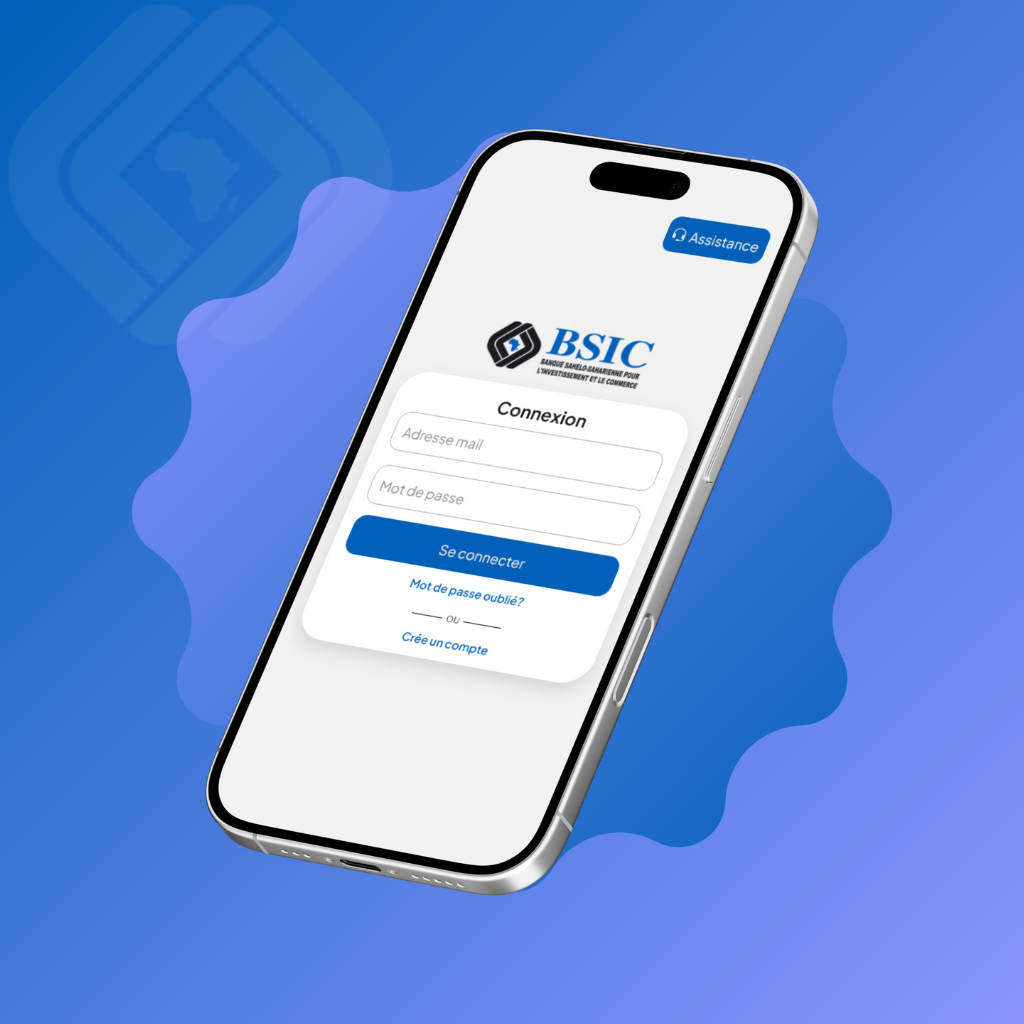 Assistance
BSIC
BANQUE SAHELO-SAHARIENNE POUR
L'INVESTISSEMENT ET LE COMMERCE
Connexion
Adresse mail
Mot de passe
Se connecter
Mot de passe oublié?
ou
Crée un compte